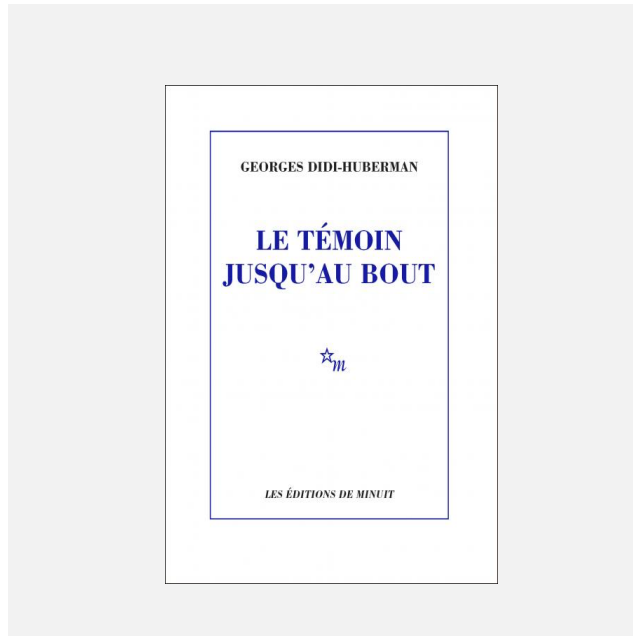 GEORGES DIDI-HUBERMAN
LE TÉMOIN
JUSQU'AU BOUT
m
LES ÉDITIONS DE MINUIT